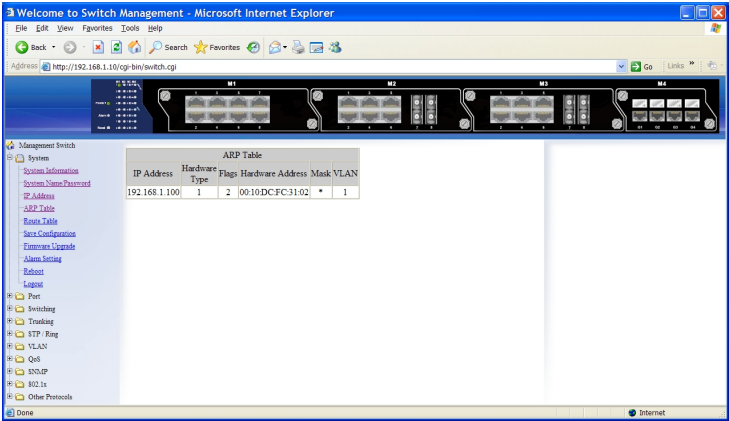 Welcome to Switch Management - Microsoft Internet Explorer
File Edit View Favorites Tools Help
Back Search Favorites
Address http://192.168.1.10/cgi-bin/switch.cgi Go Links »
M1 M2 M3 M4
Management Switch
System
System Information
System Name/Password
IP Address
ARP Table
Route Table
Save Configuration
Firmware Upgrade
Alarm Setting
Reboot
Logout
Port
Switching
Trunking
STP / Ring
VLAN
QoS
SNMP
802.1x
Other Protocols
ARP Table
IP Address Hardware Type Flags Hardware Address Mask VLAN
192.168.1.100 1 2 00:10:DC:FC:31:02 * 1
Done Internet